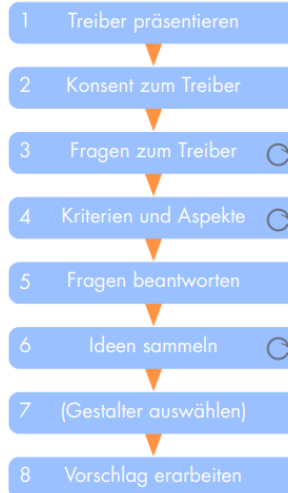 1 Treiber präsentieren
2 Konsent zum Treiber
3 Fragen zum Treiber
4 Kriterien und Aspekte
5 Fragen beantworten
6 Ideen sammeln
7 (Gestalter auswählen)
8 Vorschlag erarbeiten